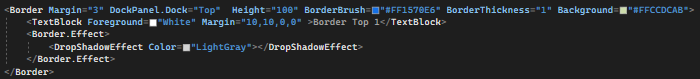 <Border Margin="3" DockPanel.Dock="Top"  Height="100" BorderBrush="#FF1570E6" BorderThickness="1" Background="#FFCCDCAB">
<TextBlock Foreground="White" Margin="10,10,0,0" >Border Top 1</TextBlock>
<Border.Effect>
<DropShadowEffect Color="LightGray"></DropShadowEffect>
</Border.Effect>
</Border>